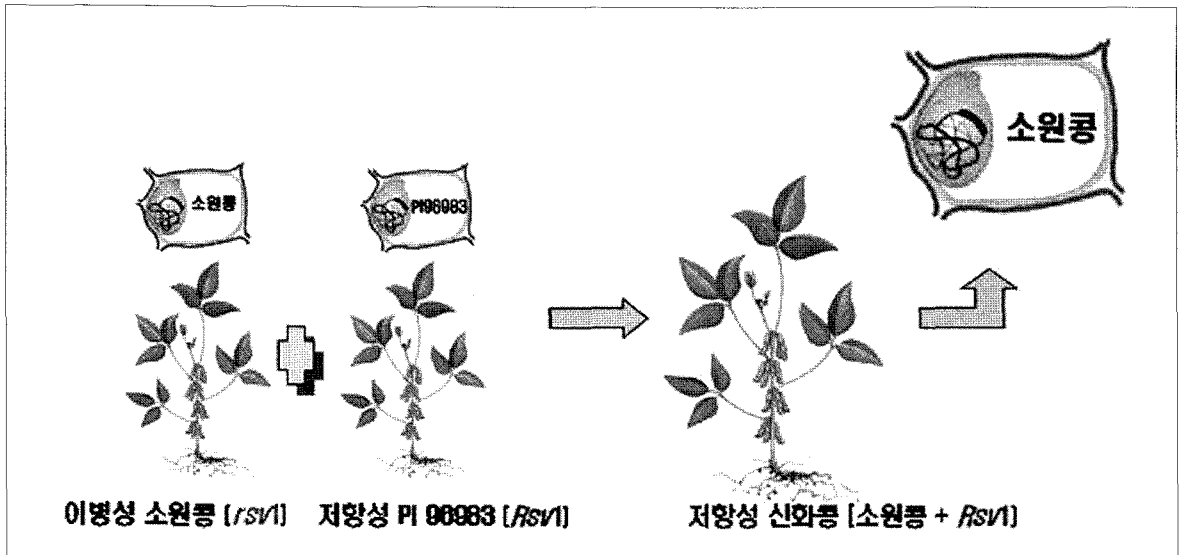 소원콩
소원콩
PI96983
이병성 소원콩 (rsv1)
저항성 PI 96983 (Rsv1)
저항성 신화콩 (소원콩 + Rsv1)